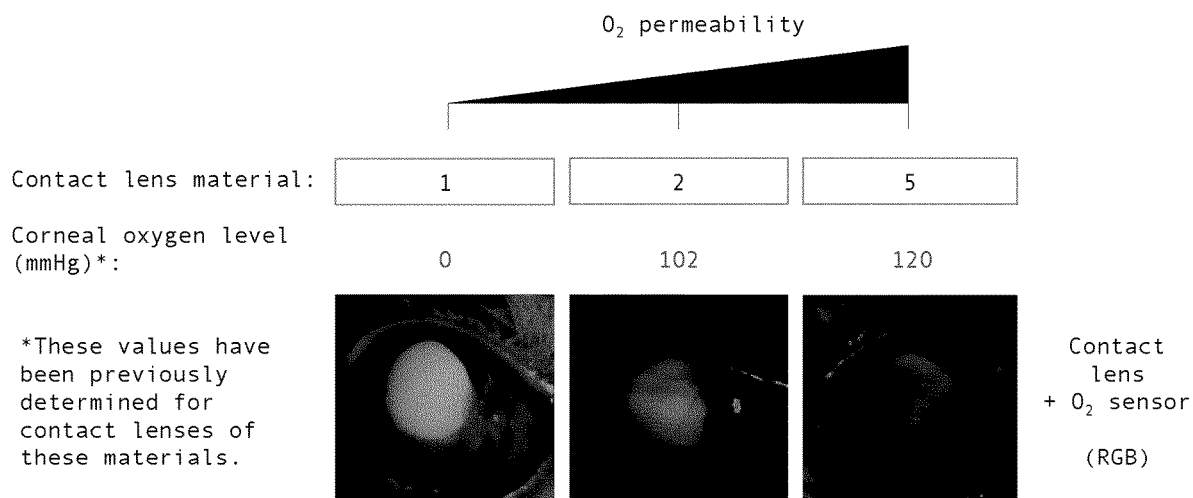 O₂ permeability
Contact lens material: 1 2 5
Corneal oxygen level
(mmHg)*: 0 102 120
*These values have
been previously
determined for
contact lenses of
these materials.
Contact
lens
+ O₂ sensor
(RGB)